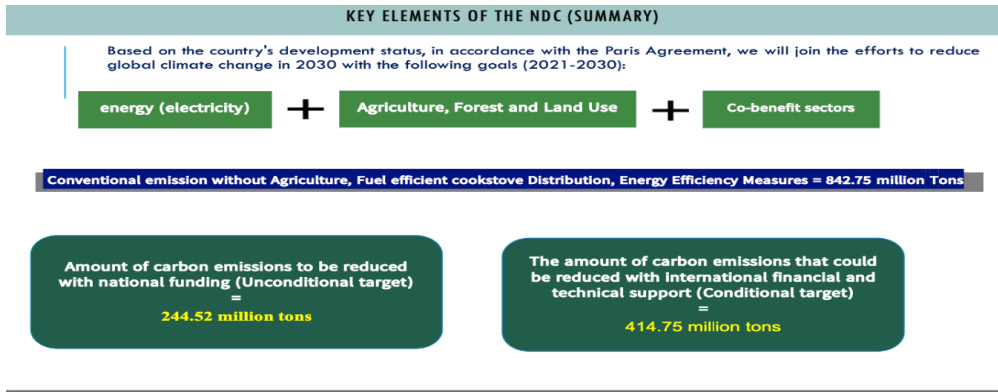 KEY ELEMENTS OF THE NDC (SUMMARY)
Based on the country's development status, in accordance with the Paris Agreement, we will join the efforts to reduce
global climate change in 2030 with the following goals (2021-2030):
energy (electricity) + Agriculture, Forest and Land Use + Co-benefit sectors
Conventional emission without Agriculture, Fuel efficient cookstove Distribution, Energy Efficiency Measures = 842.75 million Tons
Amount of carbon emissions to be reduced
with national funding (Unconditional target)
=
244.52 million tons
The amount of carbon emissions that could
be reduced with international financial and
technical support (Conditional target)
=
414.75 million tons